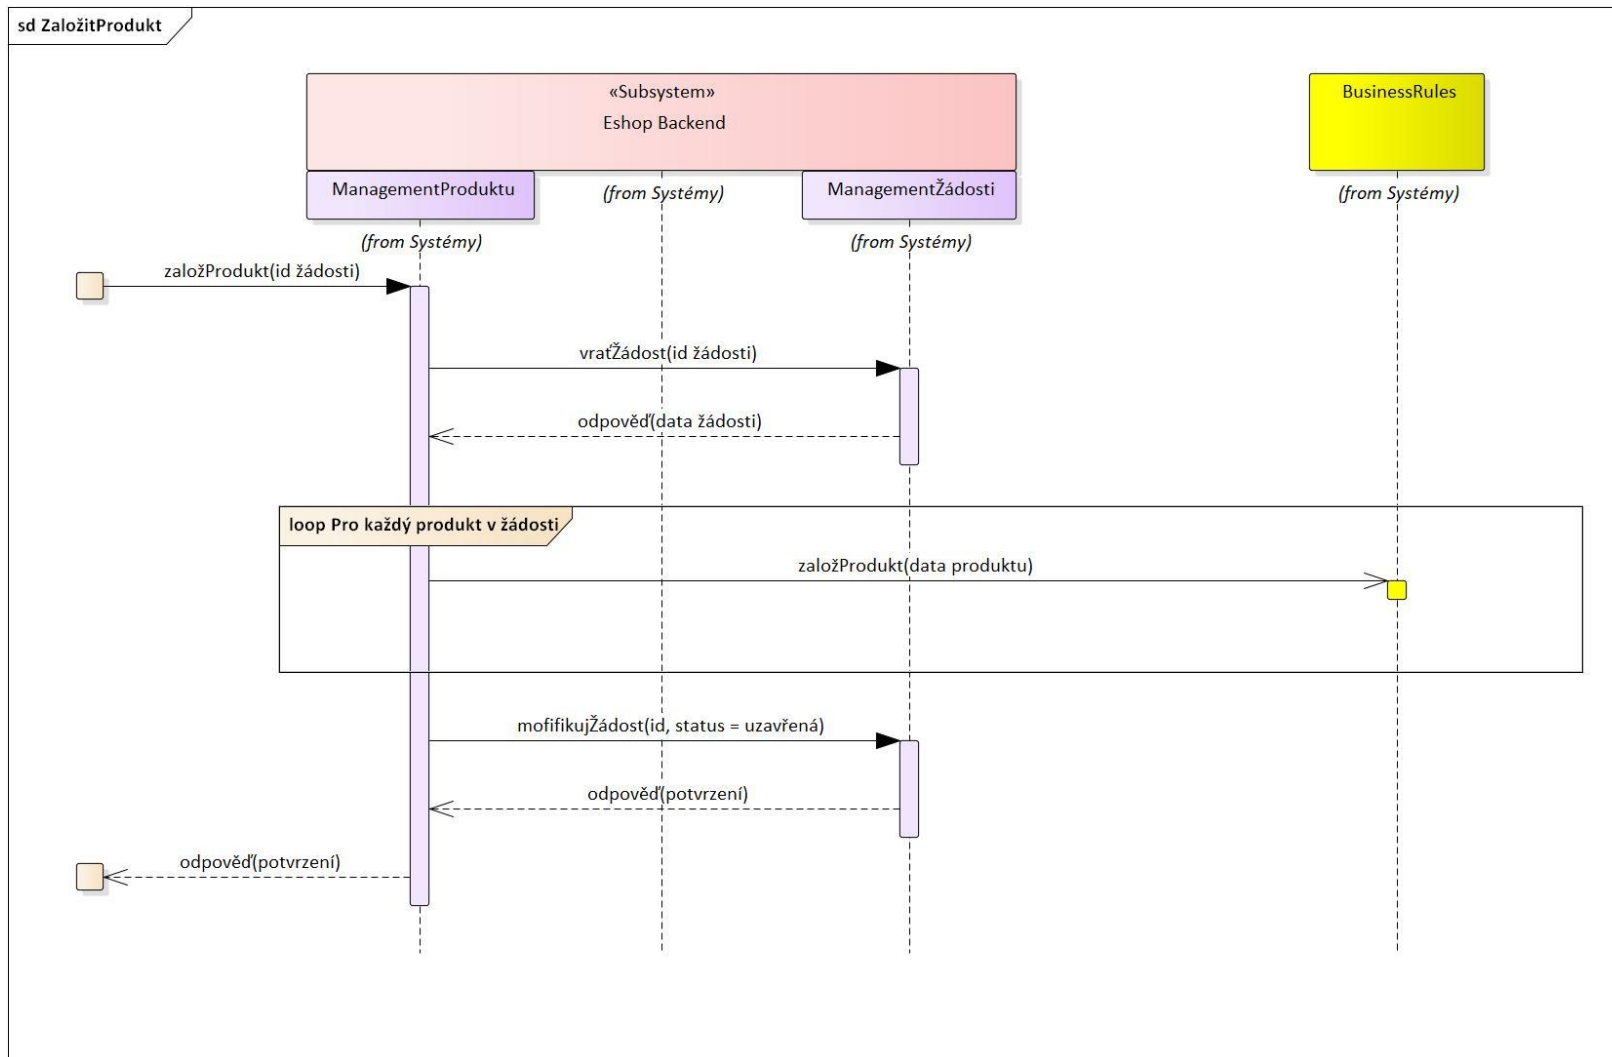 sd ZaložitProdukt
«Subsystem»
Eshop Backend
BusinessRules
ManagementProduktu
(from Systémy)
ManagementŽádosti
(from Systémy)
(from Systémy)
(from Systémy)
založProdukt(id žádosti)
vraťŽádost(id žádosti)
odpověď(data žádosti)
loop Pro každý produkt v žádosti
založProdukt(data produktu)
mofifikujŽádost(id, status = uzavřená)
odpověď(potvrzení)
odpověď(potvrzení)